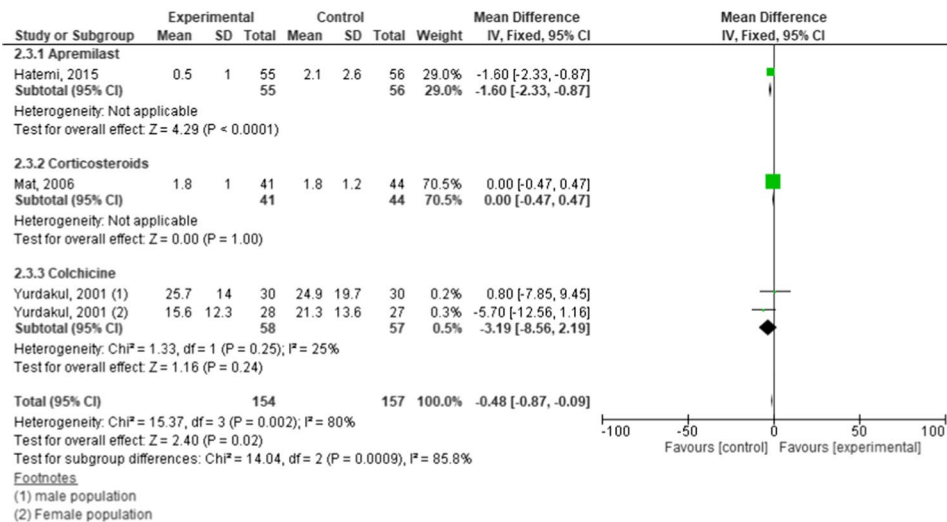 Experimental Control Mean Difference Mean Difference
Study or Subgroup Mean SD Total Mean SD Total Weight IV, Fixed, 95% CI IV, Fixed, 95% CI
2.3.1 Apremilast
Hatemi, 2015 0.5 1 55 2.1 2.6 56 29.0% -1.60 [-2.33, -0.87]
Subtotal (95% CI) 55 56 29.0% -1.60 [-2.33, -0.87]
Heterogeneity: Not applicable
Test for overall effect: Z = 4.29 (P < 0.0001)
2.3.2 Corticosteroids
Mat, 2006 1.8 1 41 1.8 1.2 44 70.5% 0.00 [-0.47, 0.47]
Subtotal (95% CI) 41 44 70.5% 0.00 [-0.47, 0.47]
Heterogeneity: Not applicable
Test for overall effect: Z = 0.00 (P = 1.00)
2.3.3 Colchicine
Yurdakul, 2001 (1) 25.7 14 30 24.9 19.7 30 0.2% 0.80 [-7.85, 9.45]
Yurdakul, 2001 (2) 15.6 12.3 28 21.3 13.6 27 0.3% -5.70 [-12.56, 1.16]
Subtotal (95% CI) 58 57 0.5% -3.19 [-8.56, 2.19]
Heterogeneity: Chi² = 1.33, df = 1 (P = 0.25); I² = 25%
Test for overall effect: Z = 1.16 (P = 0.24)
Total (95% CI) 154 157 100.0% -0.48 [-0.87, -0.09]
Heterogeneity: Chi² = 15.37, df = 3 (P = 0.002); I² = 80%
Test for overall effect: Z = 2.40 (P = 0.02)
Test for subgroup differences: Chi² = 14.04, df = 2 (P = 0.0009), I² = 85.8%
-100 -50 0 50 100
Favours [control] Favours [experimental]
Footnotes
(1) male population
(2) Female population